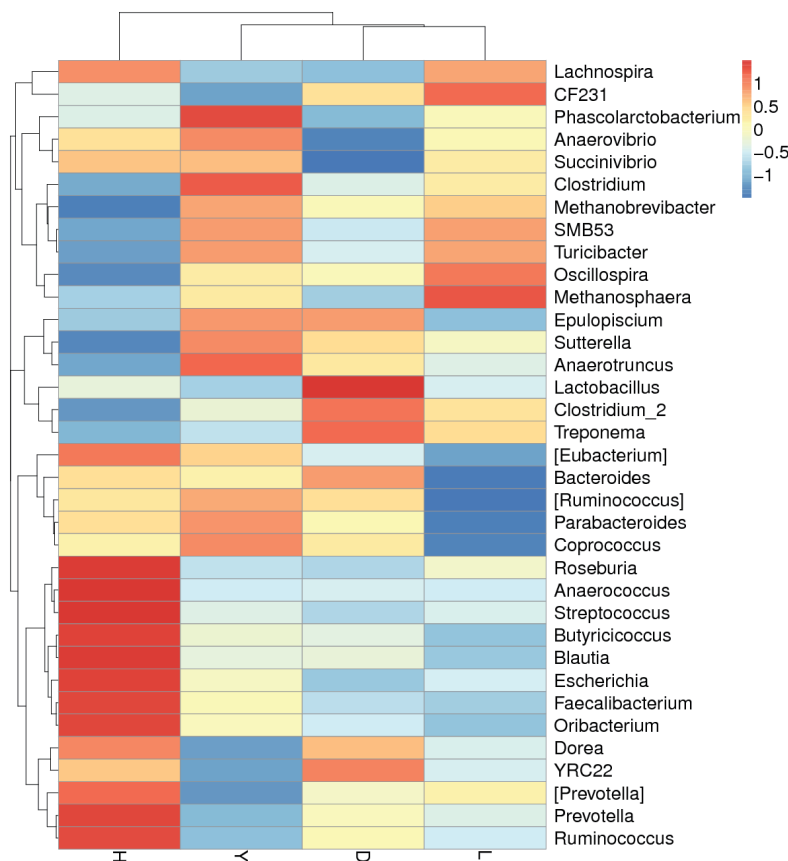 Lachnospira
CF231
Phascolarctobacterium
Anaerovibrio
Succinivibrio
Clostridium
Methanobrevibacter
SMB53
Turicibacter
Oscillospira
Methanosphaera
Epulopiscium
Sutterella
Anaerotruncus
Lactobacillus
Clostridium_2
Treponema
[Eubacterium]
Bacteroides
[Ruminococcus]
Parabacteroides
Coprococcus
Roseburia
Anaerococcus
Streptococcus
Butyricicoccus
Blautia
Escherichia
Faecalibacterium
Oribacterium
Dorea
YRC22
[Prevotella]
Prevotella
Ruminococcus
1
0.5
0
−0.5
−1
H Y D L